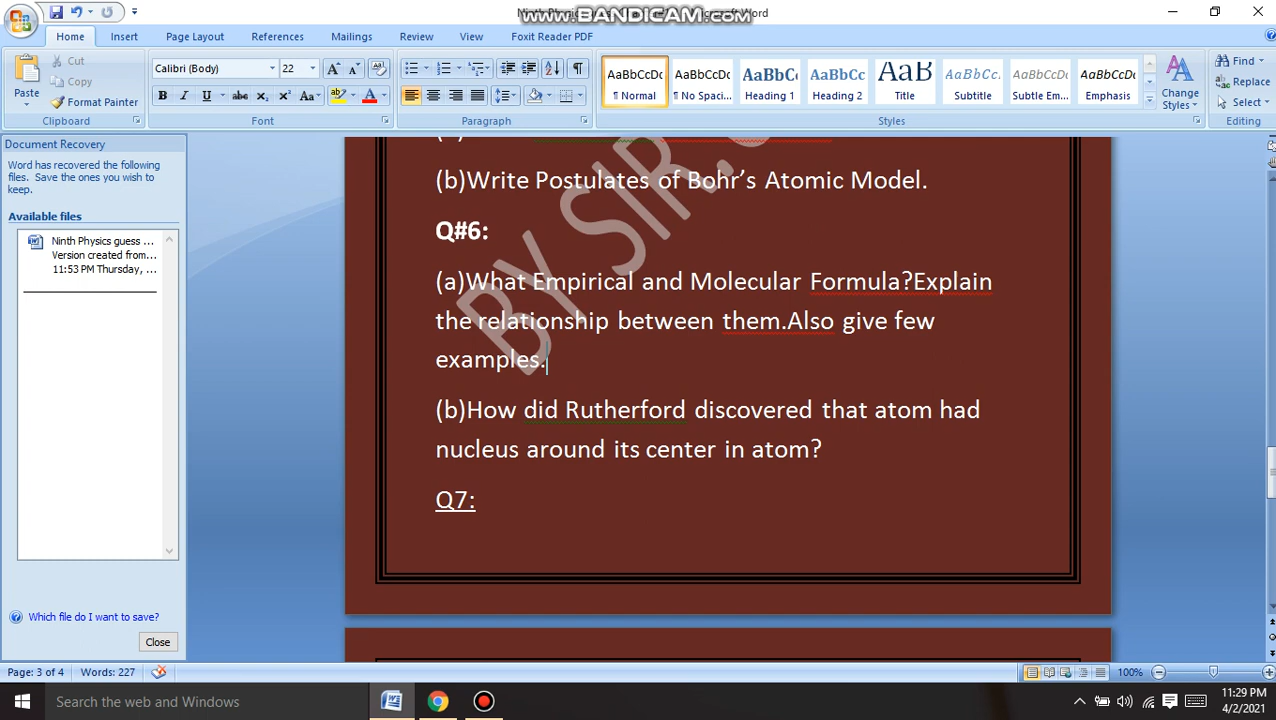 www.BANDICAM.com
Home Insert Page Layout References Mailings Review View Foxit Reader PDF
Paste
Cut
Copy
Format Painter
Clipboard
Calibri (Body) 22
Font
Paragraph
AaBbCcDc AaBbCcDc AaBbCc AaBbCc AaB AaBbCc. AaBbCcDc AaBbCcDc
¶ Normal ¶ No Spaci... Heading 1 Heading 2 Title Subtitle Subtle Em... Emphasis
Change Styles
Styles
Find
Replace
Select
Editing
Document Recovery
Word has recovered the following
files. Save the ones you wish to
keep.
Available files
Ninth Physics guess ...
Version created from...
11:53 PM Thursday, ...
Which file do I want to save?
Close
BY SIR.
(b)Write Postulates of Bohr’s Atomic Model.
Q#6:
(a)What Empirical and Molecular Formula?Explain
the relationship between them.Also give few
examples.
(b)How did Rutherford discovered that atom had
nucleus around its center in atom?
Q7:
Page: 3 of 4 Words: 227
100%
Search the web and Windows
11:29 PM
4/2/2021